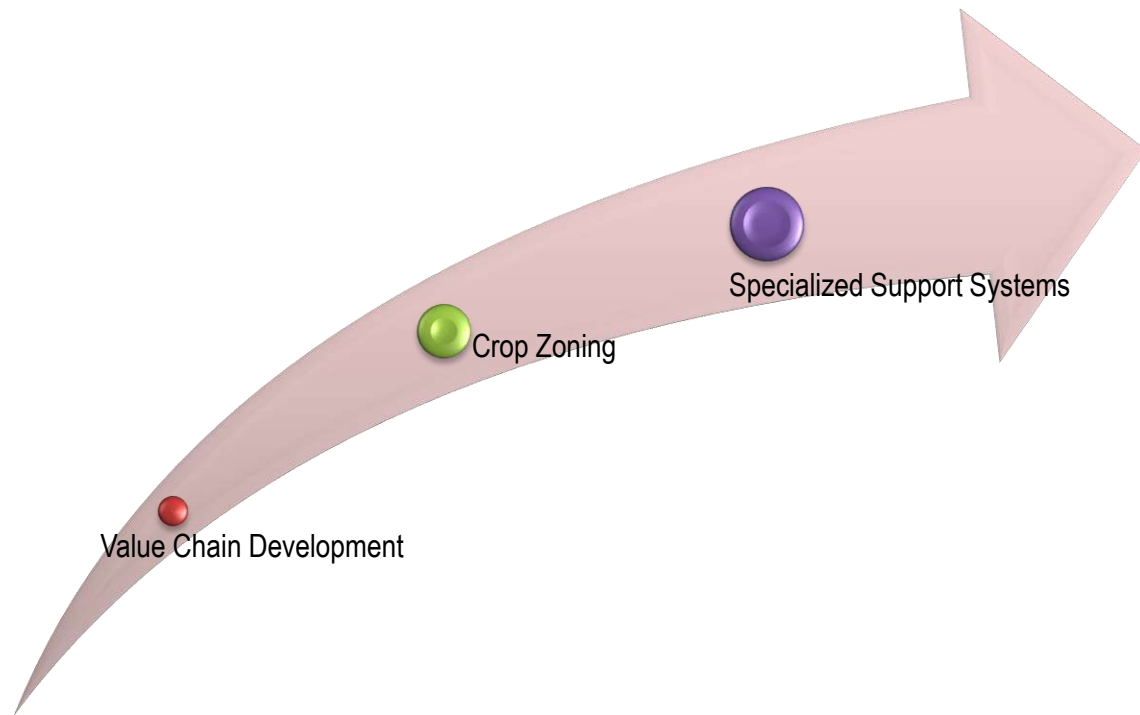 Specialized Support Systems
Crop Zoning
Value Chain Development